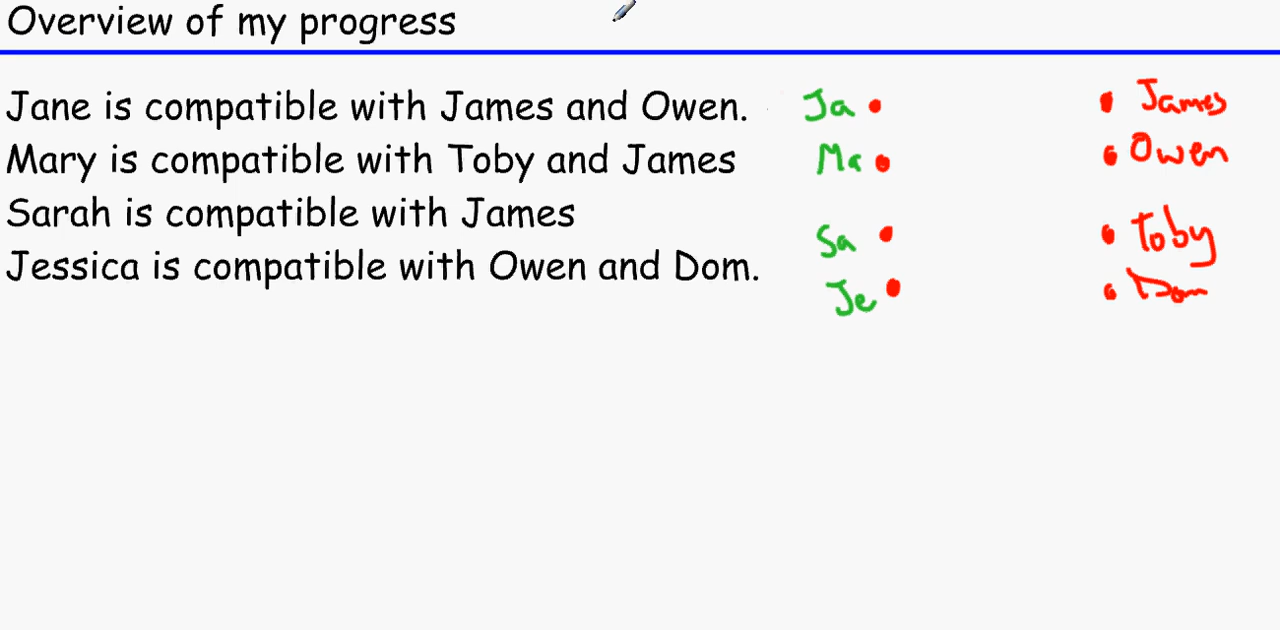 Overview of my progress
Jane is compatible with James and Owen.
Mary is compatible with Toby and James
Sarah is compatible with James
Jessica is compatible with Owen and Dom.
Ja
Ma
Sa
Je
James
Owen
Toby
Dom